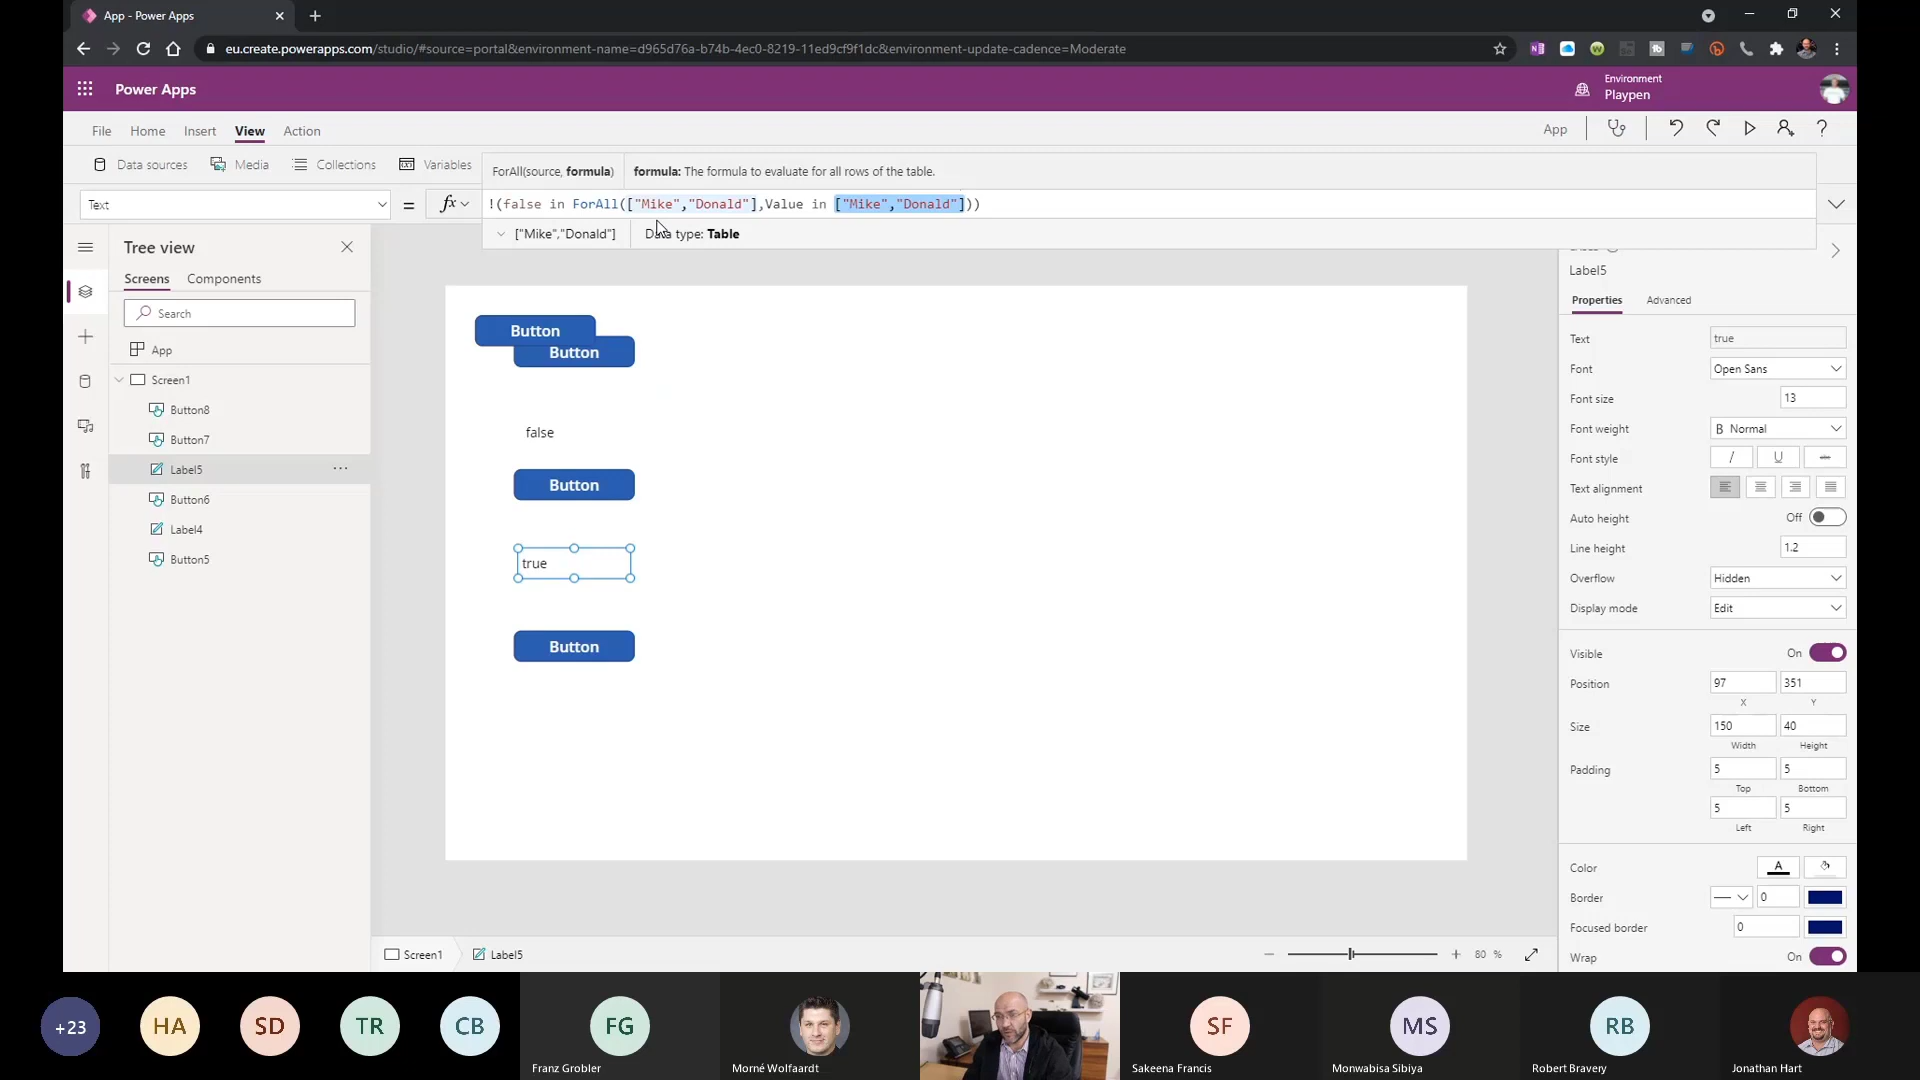 App - Power Apps
eu.create.powerapps.com/studio/#source=portal&environment-name=d965d76a-b74b-4ec0-8219-11ed9cf9f1dc&environment-update-cadence=Moderate
Power Apps
Environment
Playpen
File Home Insert View Action
App
Data sources Media Collections Variables
ForAll(source, formula) formula: The formula to evaluate for all rows of the table.
Text = fx !(false in ForAll(["Mike","Donald"],Value in ["Mike","Donald"]))
["Mike","Donald"] Data type: Table
Tree view
Screens Components
Search
App
Screen1
Button8
Button7
Label5
Button6
Label4
Button5
Button
Button
false
Button
true
Button
Label5
Properties Advanced
Text true
Font Open Sans
Font size 13
Font weight B Normal
Font style
Text alignment
Auto height Off
Line height 1.2
Overflow Hidden
Display mode Edit
Visible On
Position 97 351
X Y
Size 150 40
Width Height
Padding 5 5
Top Bottom
5 5
Left Right
Color A
Border 0
Focused border 0
Wrap On
Screen1 Label5
80 %
+23
HA
SD
TR
CB
FG
Franz Grobler
Morné Wolfaardt
SF
Sakeena Francis
MS
Monwabisa Sibiya
RB
Robert Bravery
Jonathan Hart